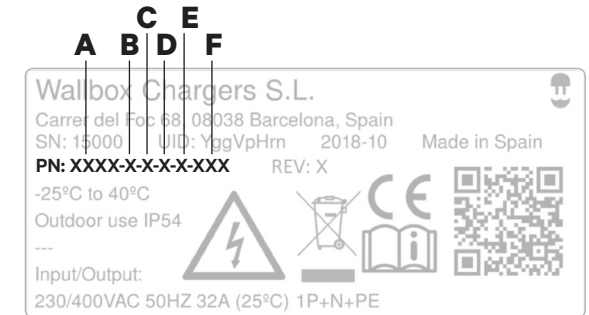 C E
A B D F
Wallbox Chargers S.L.
Carrer del Foc 68, 08038 Barcelona, Spain
SN: 15000 UID: YggVpHrn 2018-10 Made in Spain
PN: XXXX-X-X-X-X-XXX REV: X
-25ºC to 40ºC
Outdoor use IP54
---
Input/Output:
230/400VAC 50HZ 32A (25ºC) 1P+N+PE
CE
i